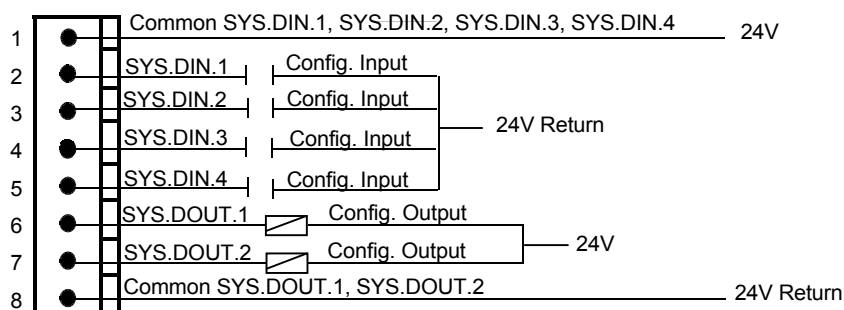 1 Common SYS.DIN.1, SYS.DIN.2, SYS.DIN.3, SYS.DIN.4 24V
2 SYS.DIN.1 Config. Input
3 SYS.DIN.2 Config. Input
24V Return
4 SYS.DIN.3 Config. Input
5 SYS.DIN.4 Config. Input
6 SYS.DOUT.1 Config. Output
24V
7 SYS.DOUT.2 Config. Output
8 Common SYS.DOUT.1, SYS.DOUT.2 24V Return